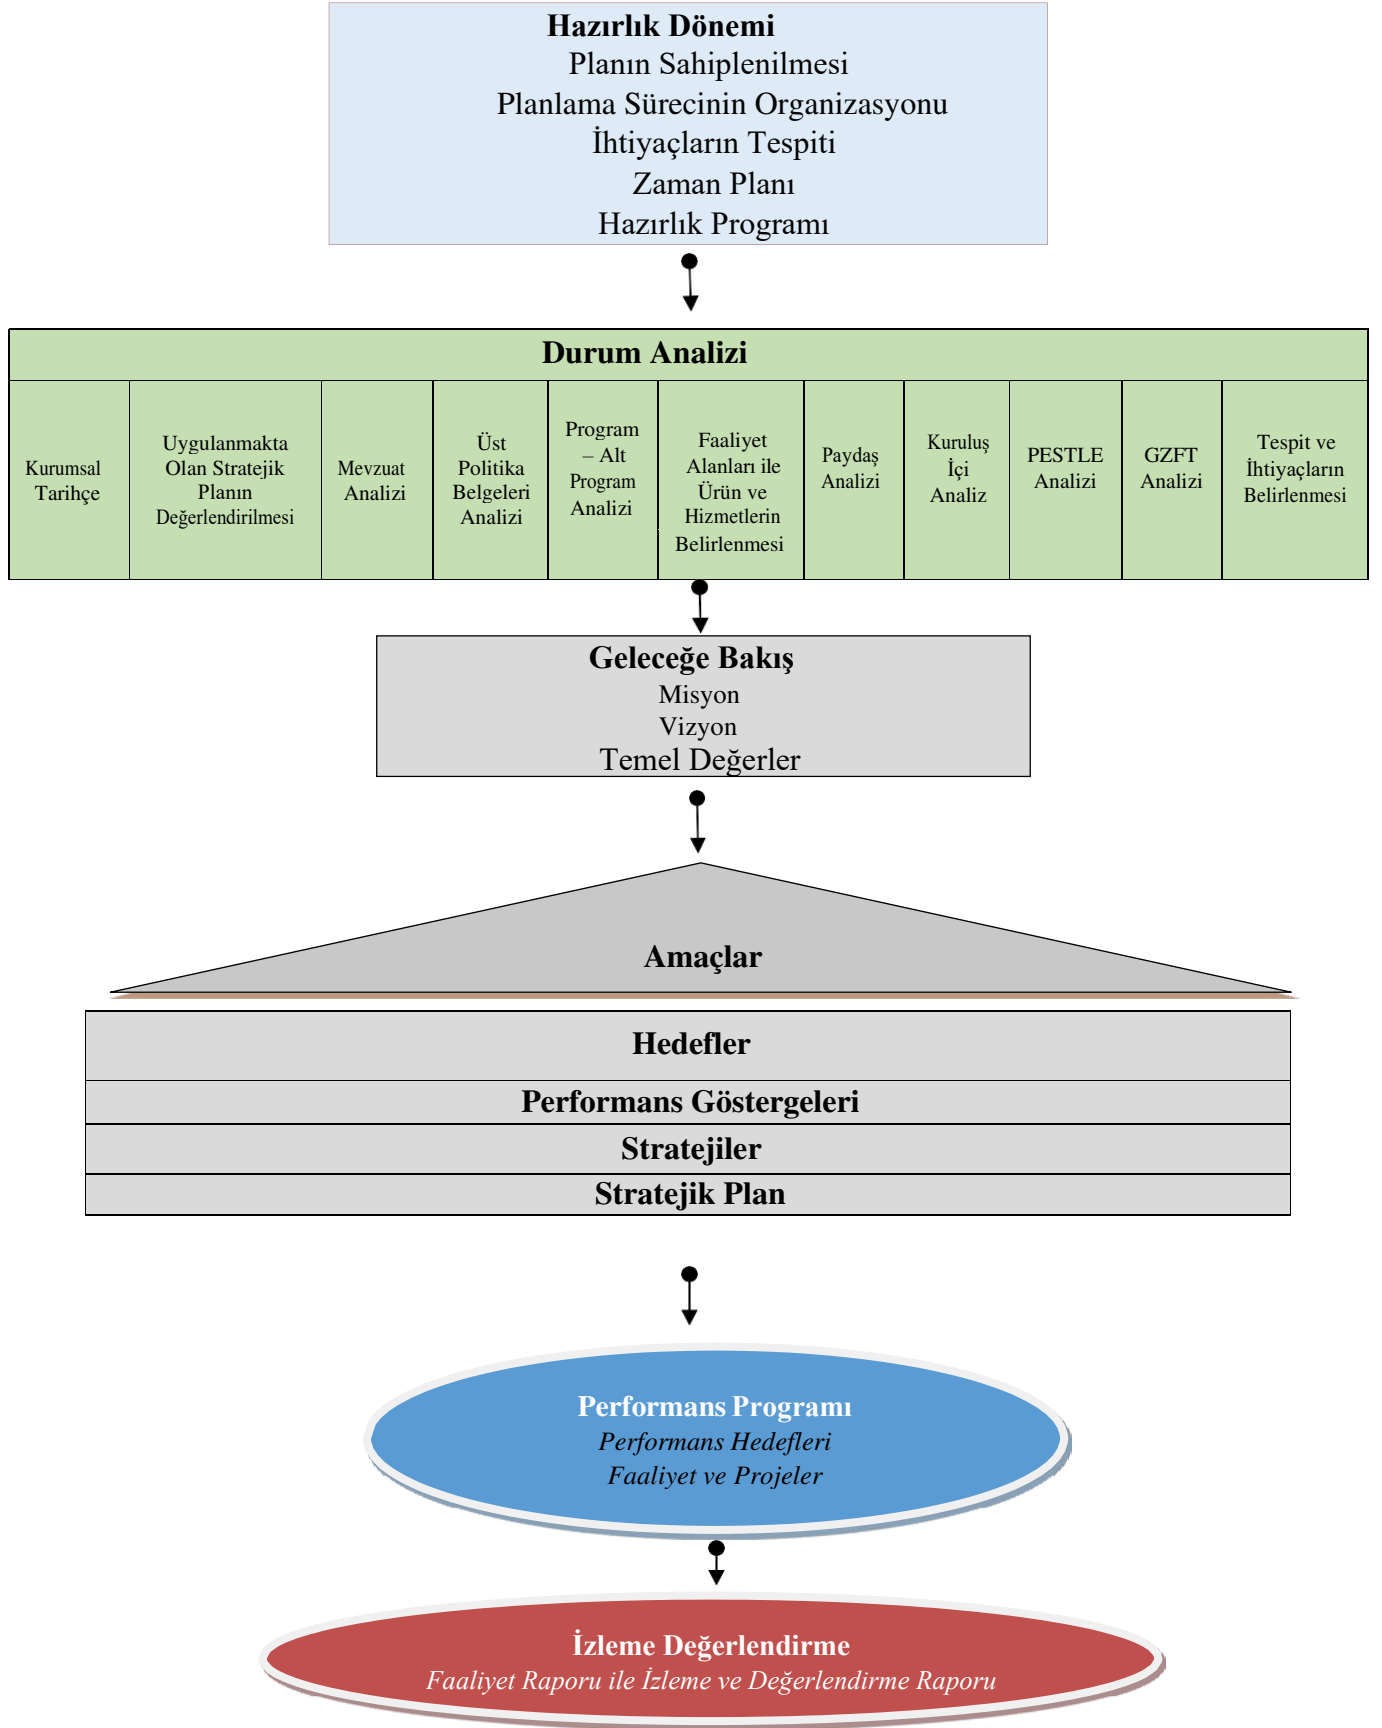 Hazırlık Dönemi
Planın Sahiplenilmesi
Planlama Sürecinin Organizasyonu
İhtiyaçların Tespiti
Zaman Planı
Hazırlık Programı
Durum Analizi
Kurumsal
Tarihçe
Uygulanmakta
Olan Stratejik
Planın
Değerlendirilmesi
Mevzuat
Analizi
Üst
Politika
Belgeleri
Analizi
Program
– Alt
Program
Analizi
Faaliyet
Alanları ile
Ürün ve
Hizmetlerin
Belirlenmesi
Paydaş
Analizi
Kuruluş
İçi
Analiz
PESTLE
Analizi
GZFT
Analizi
Tespit ve
İhtiyaçların
Belirlenmesi
Geleceğe Bakış
Misyon
Vizyon
Temel Değerler
Amaçlar
Hedefler
Performans Göstergeleri
Stratejiler
Stratejik Plan
Performans Programı
Performans Hedefleri
Faaliyet ve Projeler
İzleme Değerlendirme
Faaliyet Raporu ile İzleme ve Değerlendirme Raporu